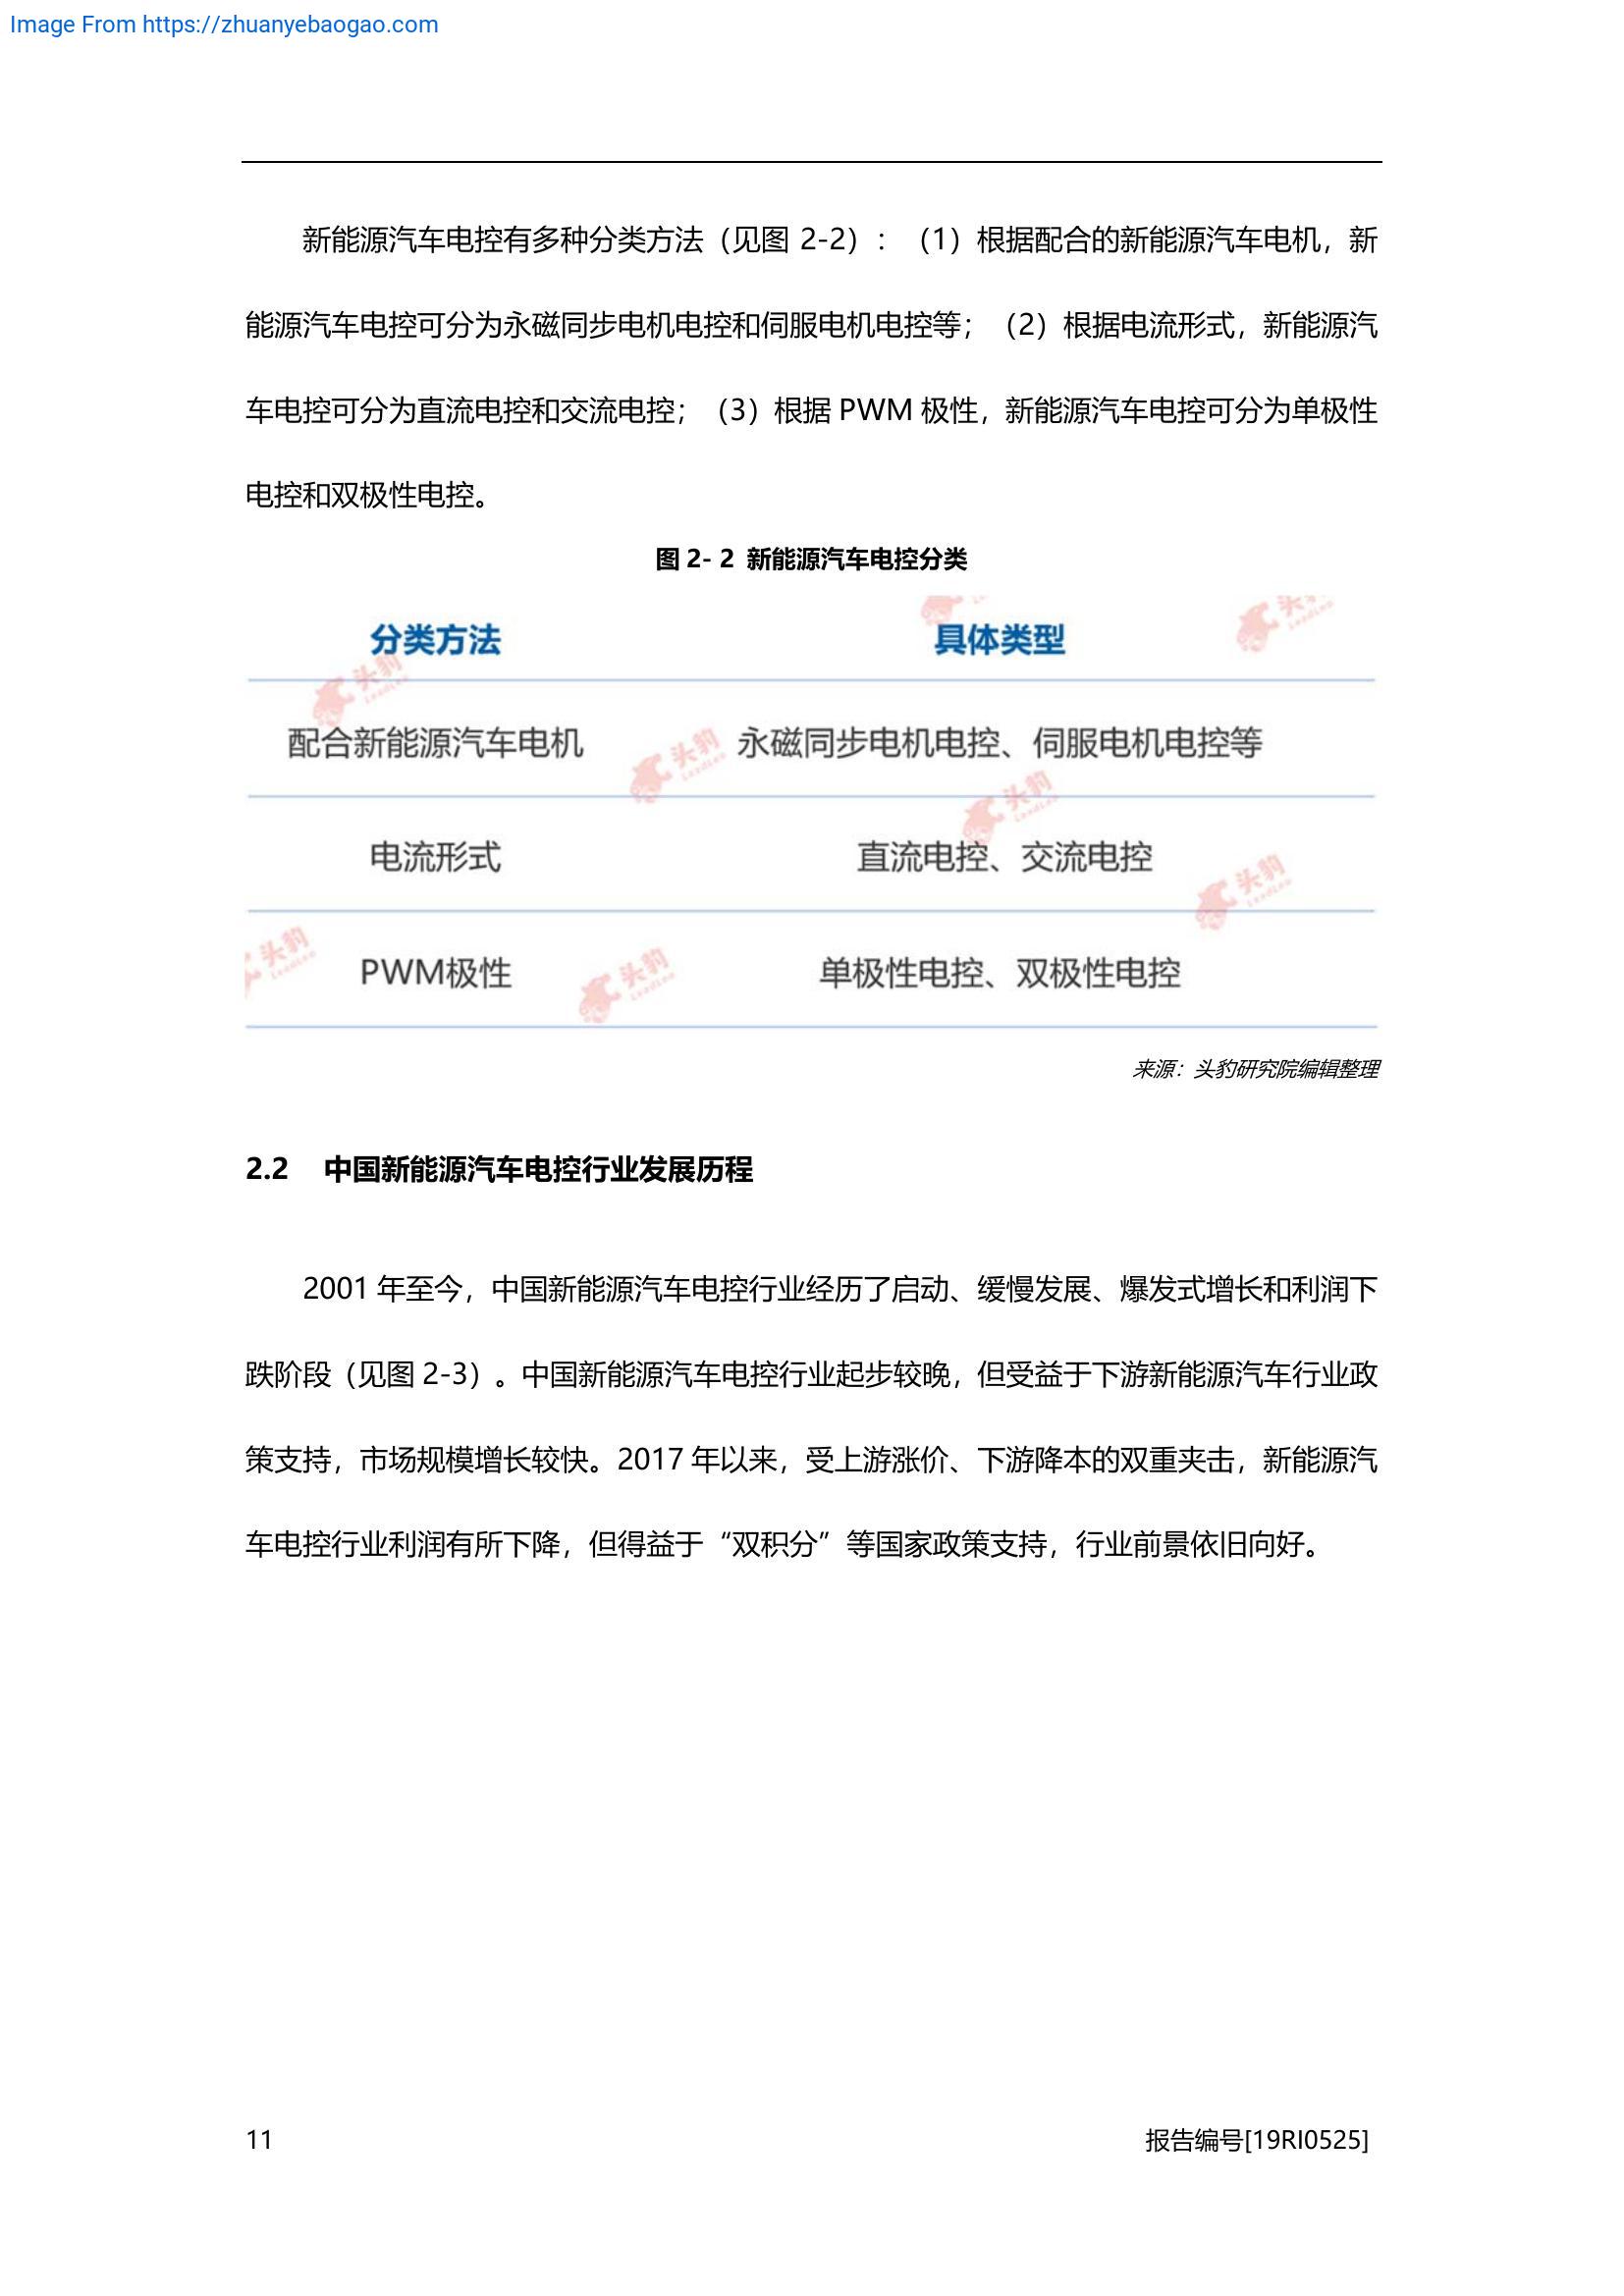 Image From https://zhuanyebaogao.com
新能源汽车电控有多种分类方法（见图 2-2）：（1）根据配合的新能源汽车电机，新
能源汽车电控可分为永磁同步电机电控和伺服电机电控等；（2）根据电流形式，新能源汽
车电控可分为直流电控和交流电控；（3）根据 PWM 极性，新能源汽车电控可分为单极性
电控和双极性电控。
图 2- 2 新能源汽车电控分类
分类方法 具体类型
配合新能源汽车电机 永磁同步电机电控、伺服电机电控等
电流形式 直流电控、交流电控
PWM极性 单极性电控、双极性电控
头豹 LeadLeo
来源：头豹研究院编辑整理
2.2 中国新能源汽车电控行业发展历程
2001 年至今，中国新能源汽车电控行业经历了启动、缓慢发展、爆发式增长和利润下
跌阶段（见图 2-3）。中国新能源汽车电控行业起步较晚，但受益于下游新能源汽车行业政
策支持，市场规模增长较快。2017 年以来，受上游涨价、下游降本的双重夹击，新能源汽
车电控行业利润有所下降，但得益于“双积分”等国家政策支持，行业前景依旧向好。
11 报告编号[19RI0525]